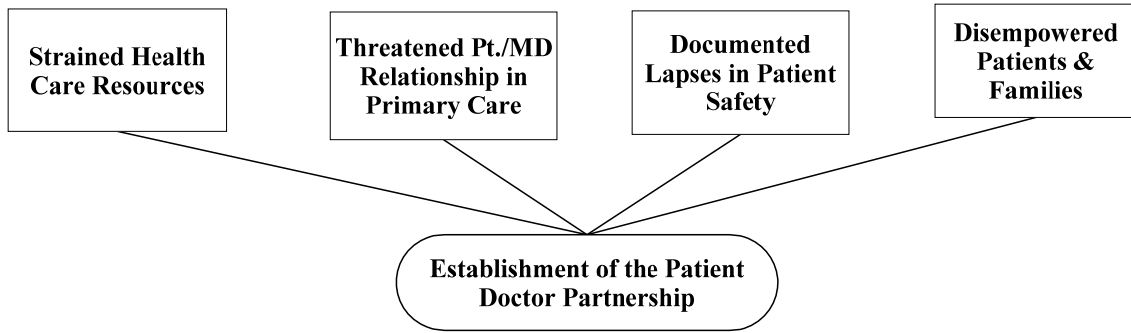 Strained Health
Care Resources
Threatened Pt./MD
Relationship in
Primary Care
Documented
Lapses in Patient
Safety
Disempowered
Patients &
Families
Establishment of the Patient
Doctor Partnership